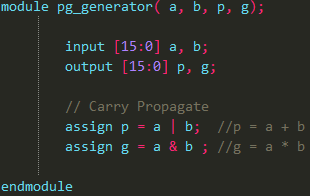 module pg_generator( a, b, p, g);
input [15:0] a, b;
output [15:0] p, g;
// Carry Propagate
assign p = a | b;  //p = a + b
assign g = a & b ; //g = a * b
endmodule